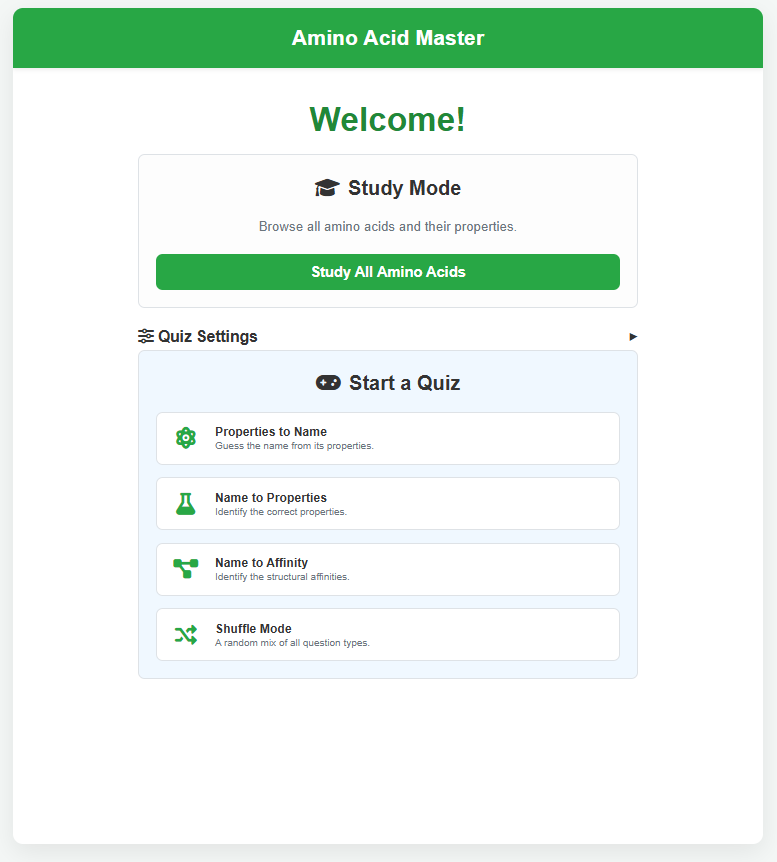 Amino Acid Master
Welcome!
Study Mode
Browse all amino acids and their properties.
Study All Amino Acids
Quiz Settings
Start a Quiz
Properties to Name
Guess the name from its properties.
Name to Properties
Identify the correct properties.
Name to Affinity
Identify the structural affinities.
Shuffle Mode
A random mix of all question types.